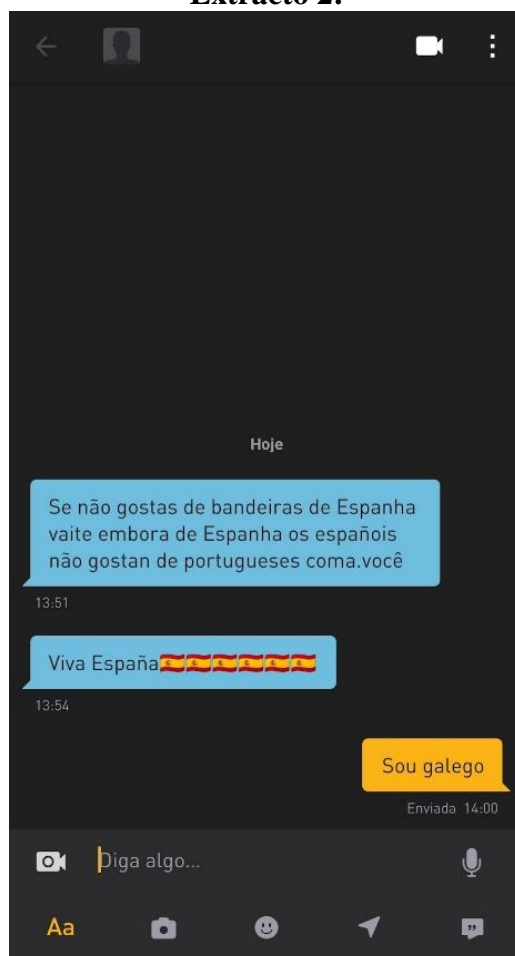 Extracto 2:
Hoje
Se não gostas de bandeiras de Espanha
vaite embora de Espanha os españois
não gostan de portugueses coma.você
13:51
Viva España🇪🇸🇪🇸🇪🇸🇪🇸🇪🇸🇪🇸
13:54
Sou galego
Enviada 14:00
Diga algo...
Aa